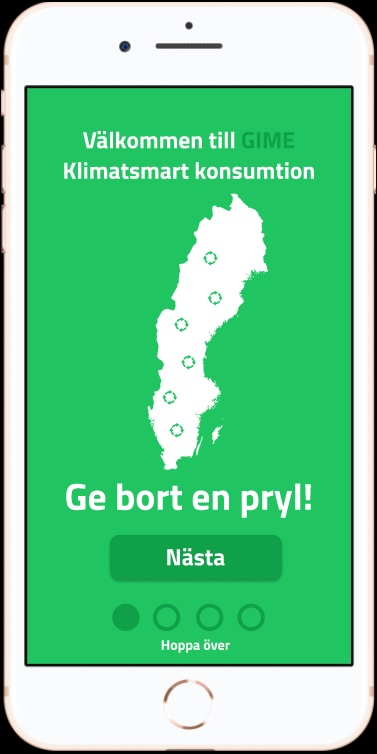 Välkommen till GIME
Klimatsmart konsumtion
Ge bort en pryl!
Nästa
Hoppa över